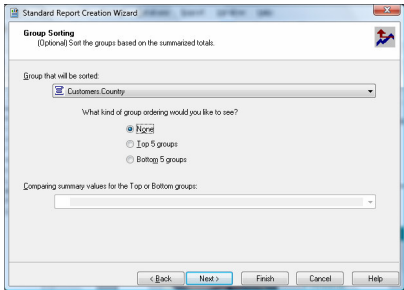 Standard Report Creation Wizard
Group Sorting
(Optional) Sort the groups based on the summarized totals.
Group that will be sorted:
Customers.Country
What kind of group ordering would you like to see?
None
Top 5 groups
Bottom 5 groups
Comparing summary values for the Top or Bottom groups:
< Back Next > Finish Cancel Help